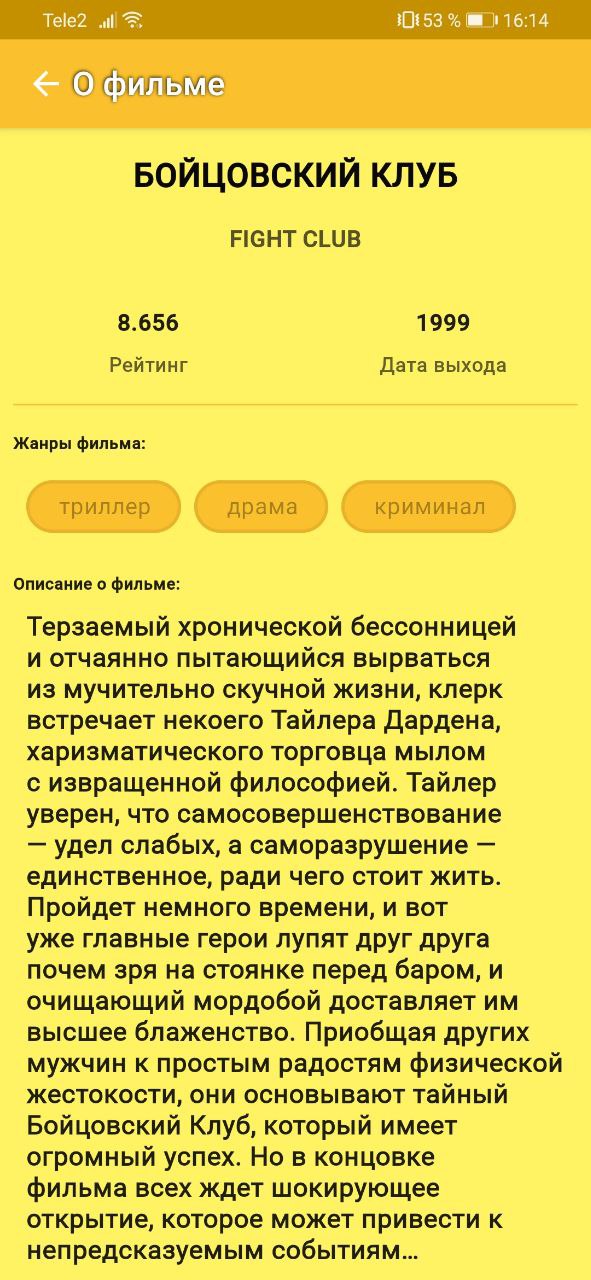 Tele2 53 % 16:14
О фильме
БОЙЦОВСКИЙ КЛУБ
FIGHT CLUB
8.656 1999
Рейтинг Дата выхода
Жанры фильма:
триллер драма криминал
Описание о фильме:
Терзаемый хронической бессонницей
и отчаянно пытающийся вырваться
из мучительно скучной жизни, клерк
встречает некоего Тайлера Дардена,
харизматического торговца мылом
с извращенной философией. Тайлер
уверен, что самосовершенствование
— удел слабых, а саморазрушение —
единственное, ради чего стоит жить.
Пройдет немного времени, и вот
уже главные герои лупят друг друга
почем зря на стоянке перед баром, и
очищающий мордобой доставляет им
высшее блаженство. Приобщая других
мужчин к простым радостям физической
жестокости, они основывают тайный
Бойцовский Клуб, который имеет
огромный успех. Но в концовке
фильма всех ждет шокирующее
открытие, которое может привести к
непредсказуемым событиям…